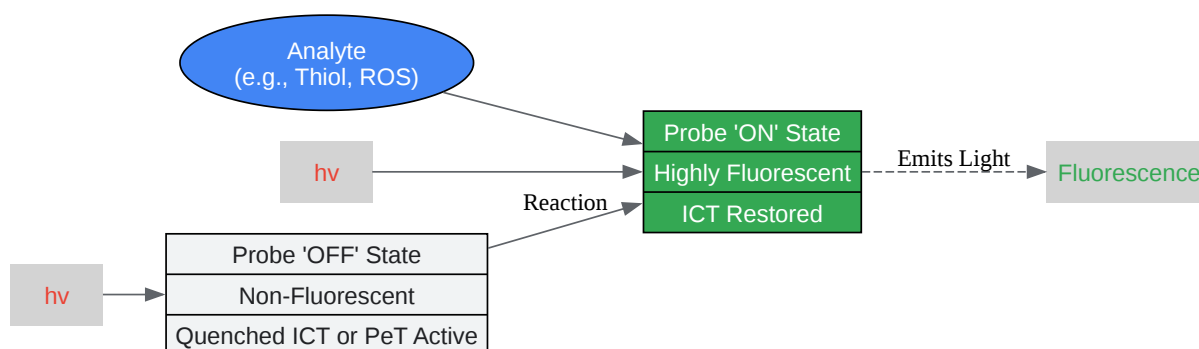 Analyte
(e.g., Thiol, ROS)
Probe 'ON' State
hv
Highly Fluorescent
Emits Light
Fluorescence
Reaction
ICT Restored
Probe 'OFF' State
hv
Non-Fluorescent
Quenched ICT or PeT Active